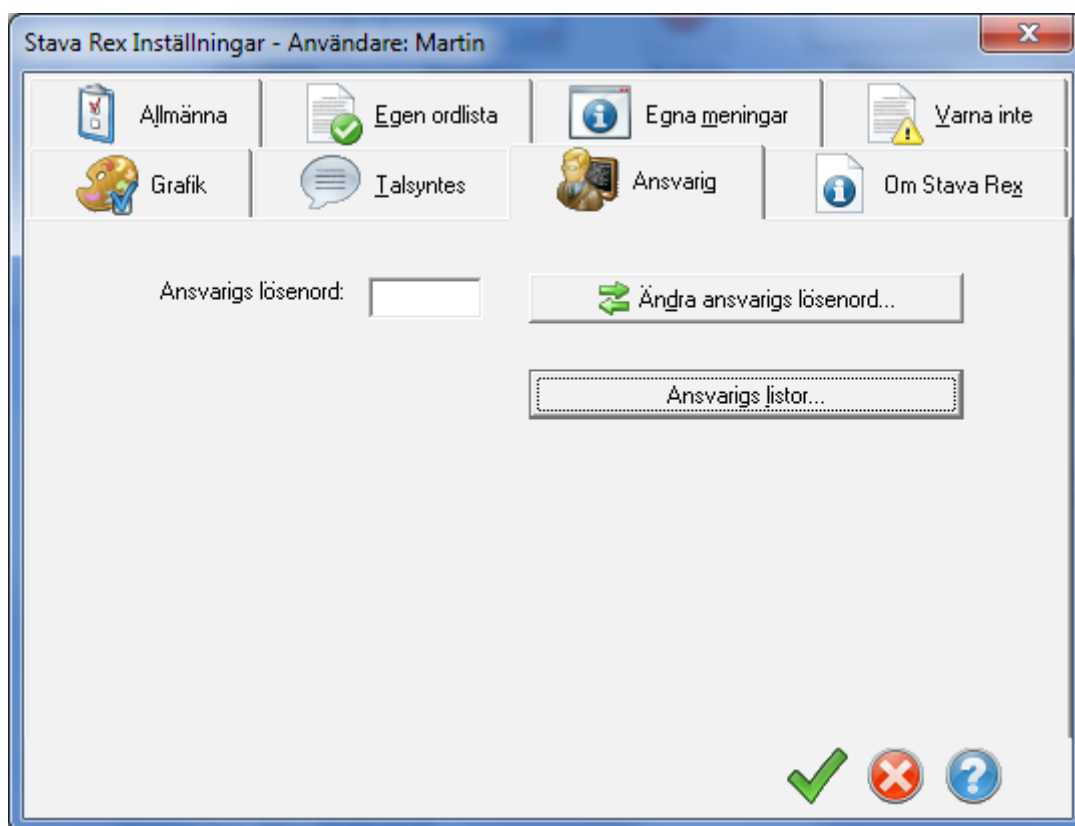 Stava Rex Inställningar - Användare: Martin
Allmänna
Egen ordlista
Egna meningar
Varna inte
Grafik
Talsyntes
Ansvarig
Om Stava Rex
Ansvarigs lösenord:
Ändra ansvarigs lösenord...
Ansvarigs listor...